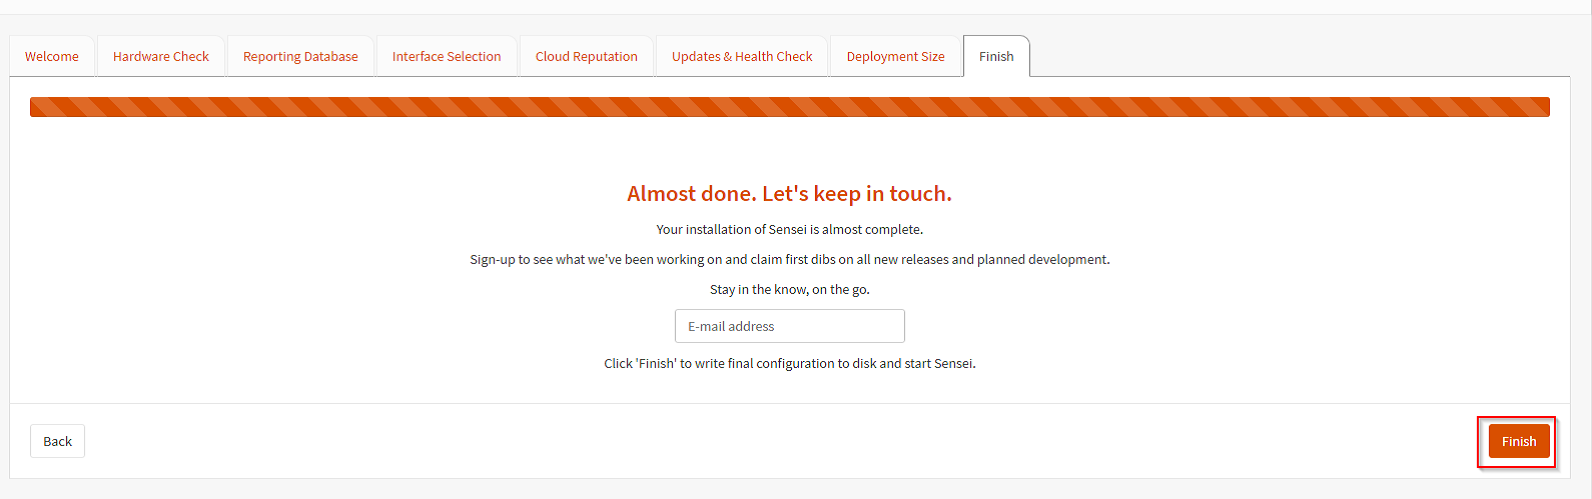 Welcome Hardware Check Reporting Database Interface Selection Cloud Reputation Updates & Health Check Deployment Size Finish
Almost done. Let's keep in touch.
Your installation of Sensei is almost complete.
Sign-up to see what we've been working on and claim first dibs on all new releases and planned development.
Stay in the know, on the go.
E-mail address
Click 'Finish' to write final configuration to disk and start Sensei.
Back Finish